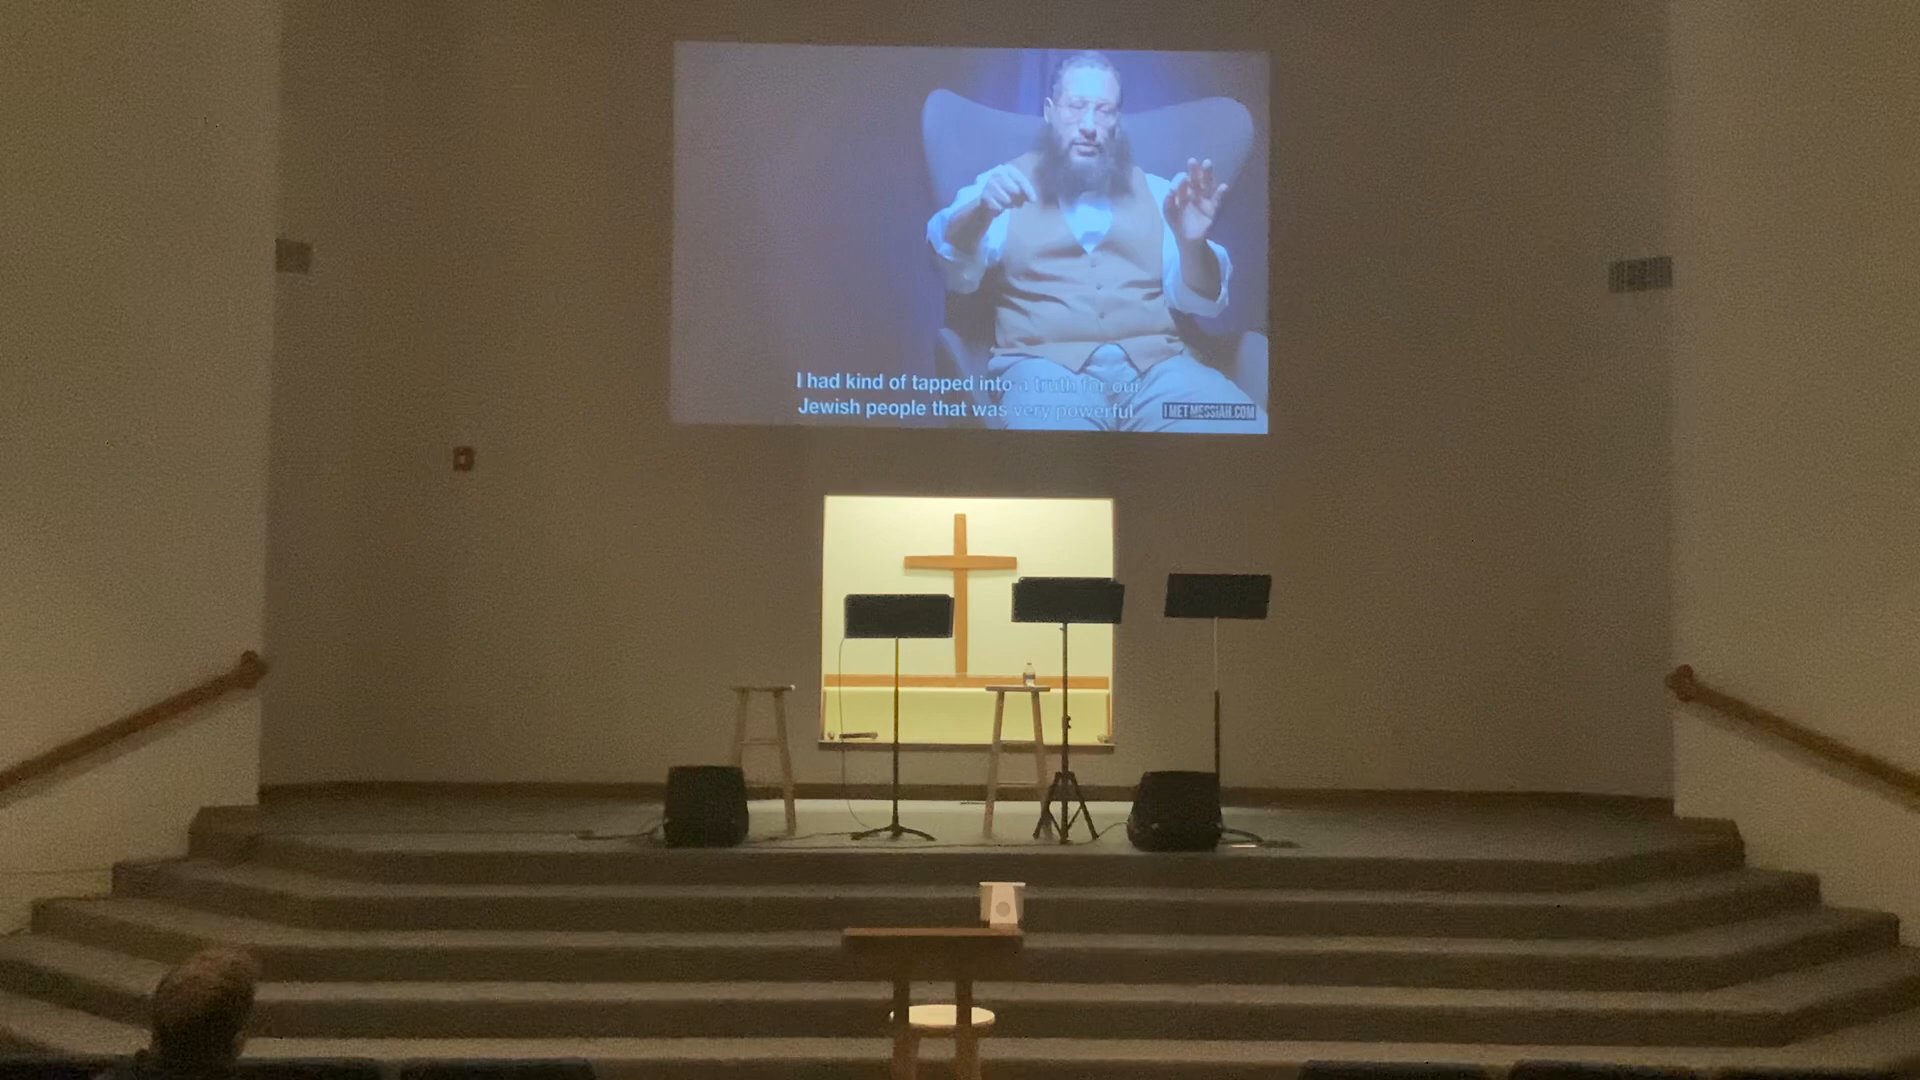 I had kind of tapped into a truth for our
Jewish people that was very powerful
I MET MESSIAH.COM